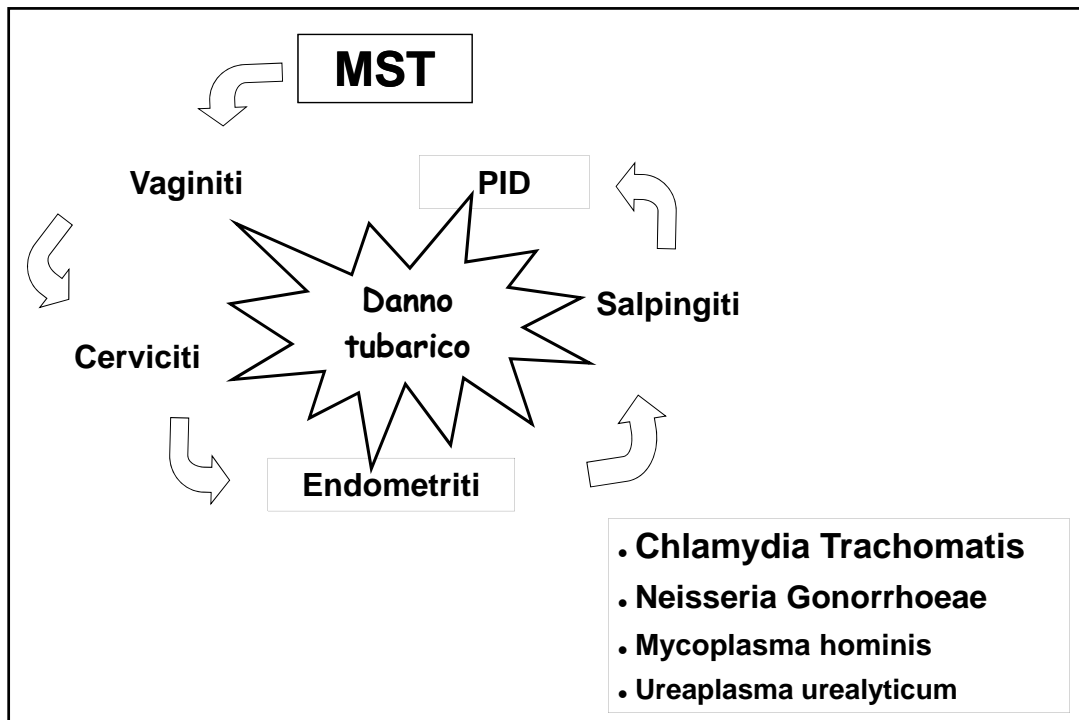 MST
Vaginiti
PID
Danno
tubarico
Salpingiti
Cerviciti
Endometriti
• Chlamydia Trachomatis
• Neisseria Gonorrhoeae
• Mycoplasma hominis
• Ureaplasma urealyticum